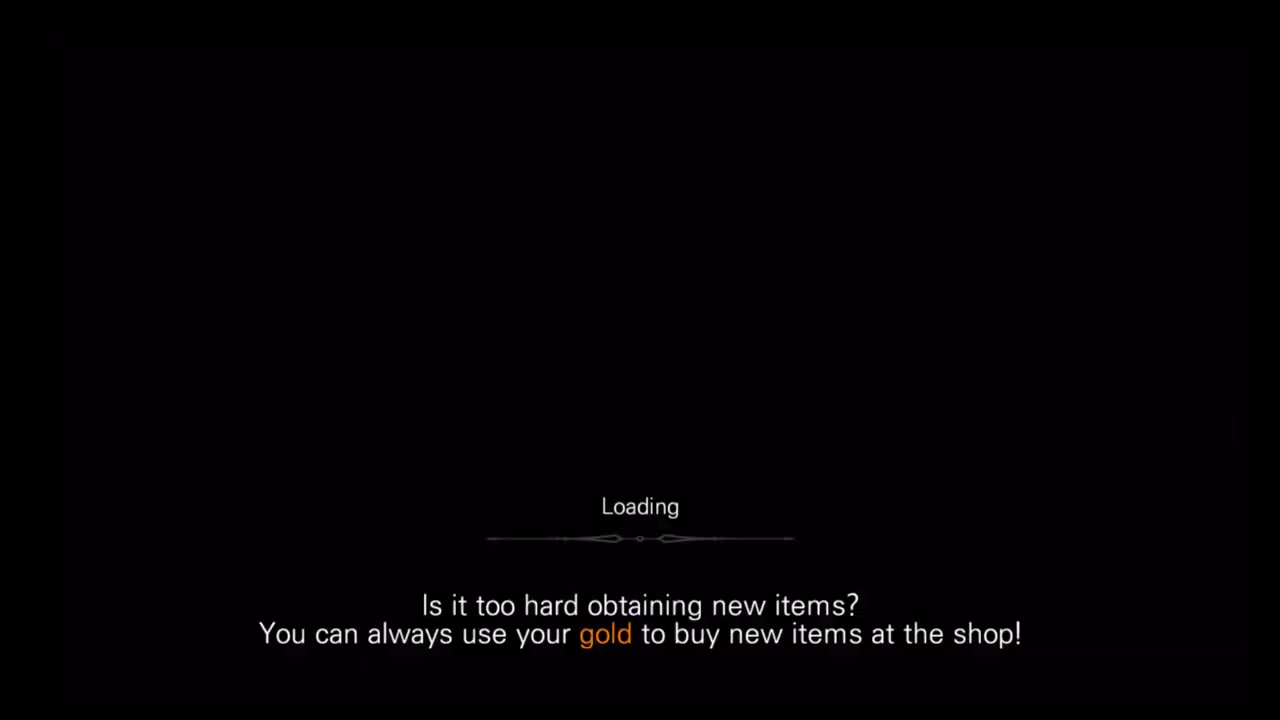 Loading
Is it too hard obtaining new items?
You can always use your gold to buy new items at the shop!